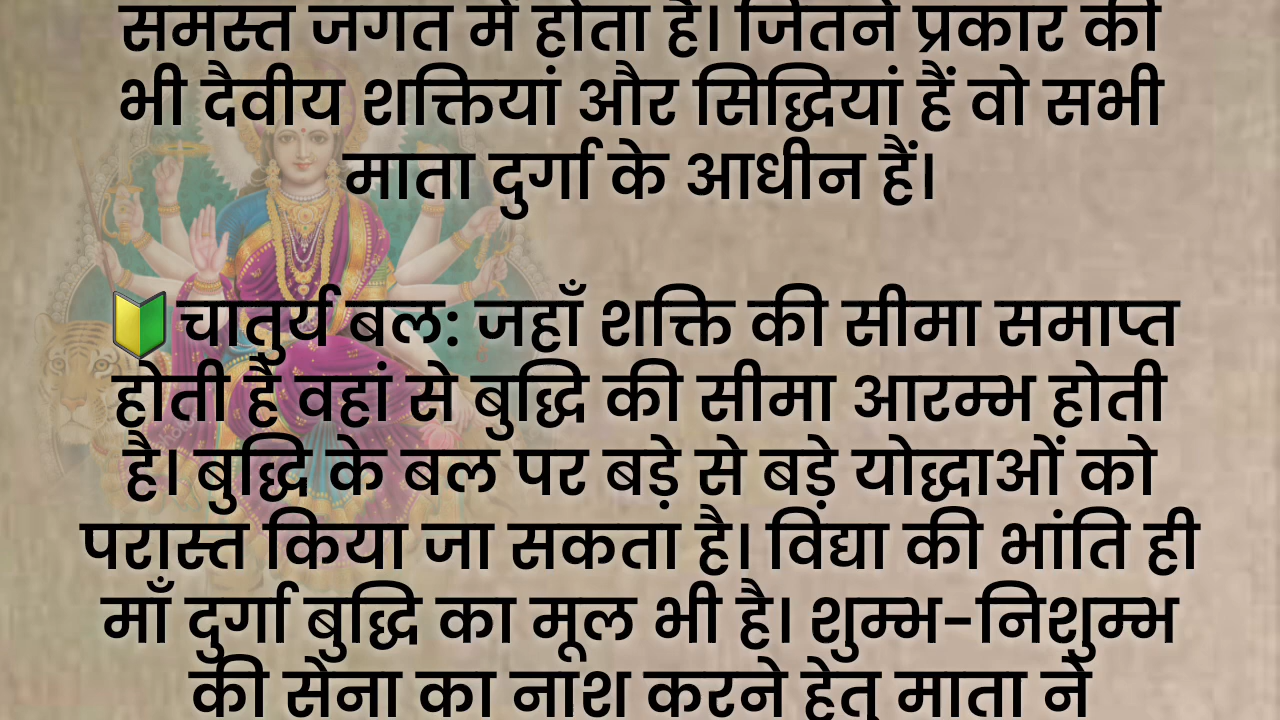 समस्त जगत में होता है। जितने प्रकार की
भी दैवीय शक्तियां और सिद्धियां हैं वो सभी
माता दुर्गा के आधीन हैं।
🔰चातुर्य बल: जहाँ शक्ति की सीमा समाप्त
होती है वहां से बुद्धि की सीमा आरम्भ होती
है। बुद्धि के बल पर बड़े से बड़े योद्धाओं को
परास्त किया जा सकता है। विद्या की भांति ही
माँ दुर्गा बुद्धि का मूल भी है। शुम्भ-निशुम्भ
की सेना का नाश करने हेतु माता ने